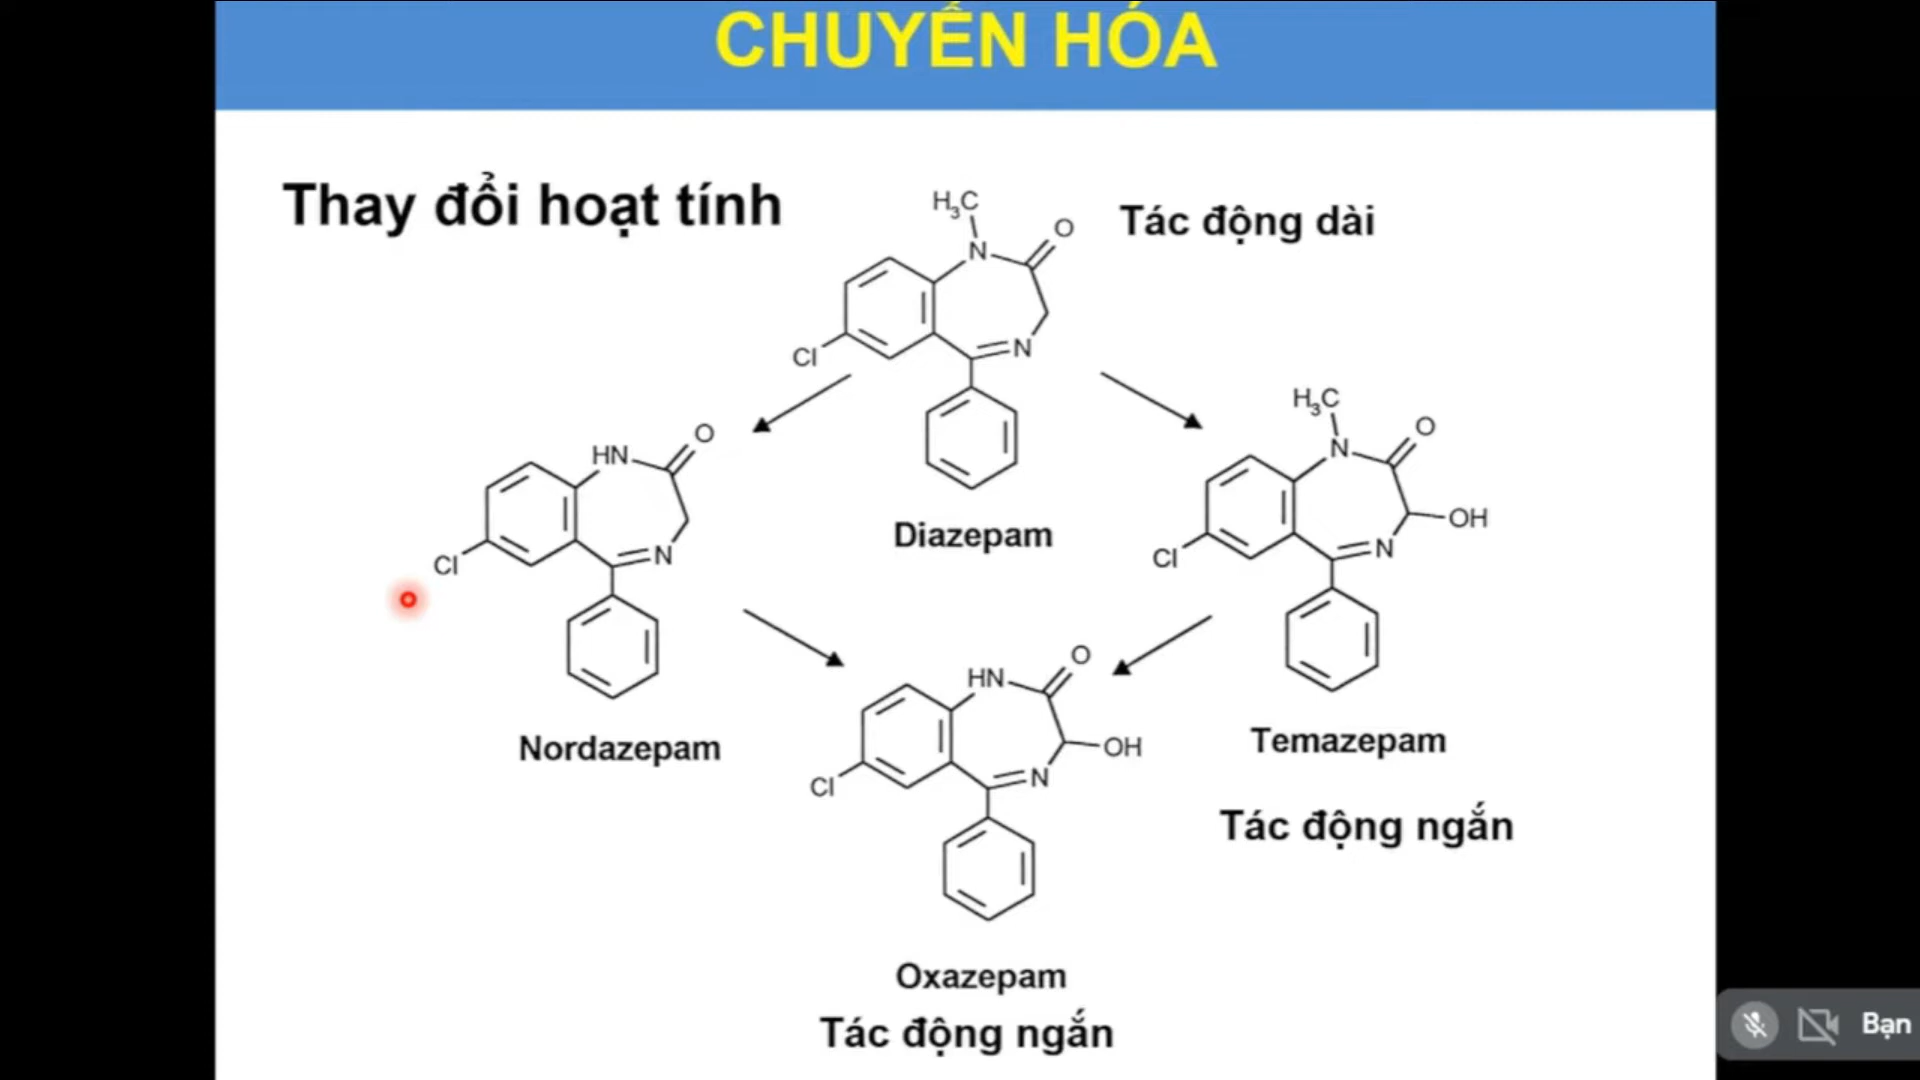 CHUYỂN HÓA
Thay đổi hoạt tính
Tác động dài
H₃C
N
O
N
Cl
Diazepam
HN
O
N
Cl
Nordazepam
H₃C
N
O
OH
N
Cl
Temazepam
Tác động ngắn
HN
O
OH
N
Cl
Oxazepam
Tác động ngắn
Bạn